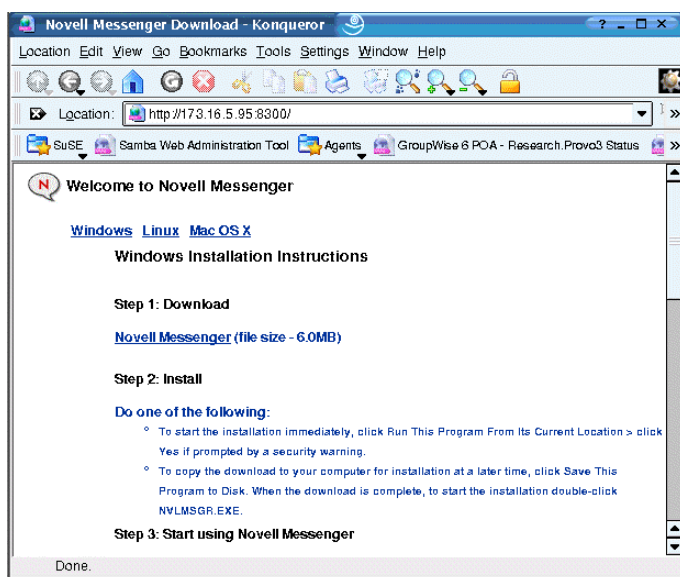 Novell Messenger Download - Konqueror
Location Edit View Go Bookmarks Tools Settings Window Help
Location: http://173.16.5.95:8300/
SuSE Samba Web Administration Tool Agents GroupWise 6 POA - Research.Provo3 Status
N Welcome to Novell Messenger
Windows Linux Mac OS X
Windows Installation Instructions
Step 1: Download
Novell Messenger (file size - 6.0MB)
Step 2: Install
Do one of the following:
° To start the installation immediately, click Run This Program From Its Current Location > click
Yes if prompted by a security warning.
° To copy the download to your computer for installation at a later time, click Save This
Program to Disk. When the download is complete, to start the installation double-click
NVLMSGR.EXE.
Step 3: Start using Novell Messenger
Done.